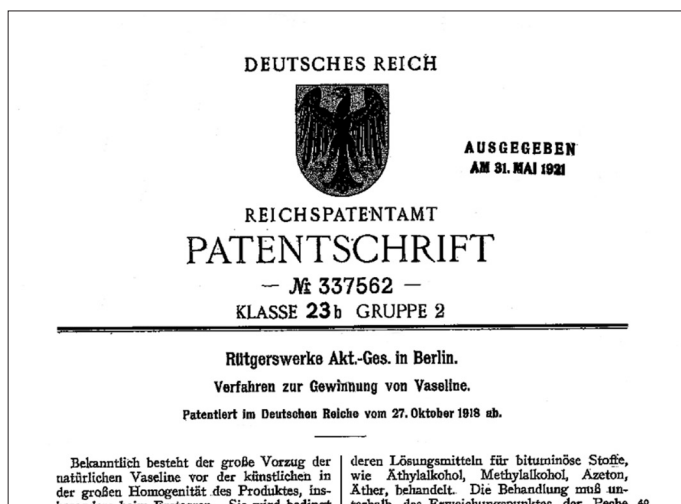 DEUTSCHES REICH
AUSGEGEBEN
AM 31. MAI 1921
REICHSPATENTAMT
PATENTSCHRIFT
— № 337562 —
KLASSE 23b GRUPPE 2
Rütgerswerke Akt.-Ges. in Berlin.
Verfahren zur Gewinnung von Vaseline.
Patentiert im Deutschen Reiche vom 27. Oktober 1918 ab.
Bekanntlich besteht der große Vorzug der
natürlichen Vaseline vor der künstlichen in
der großen Homogenität des Produktes, ins-
deren Lösungsmitteln für bituminöse Stoffe,
wie Äthylalkohol, Methylalkohol, Azeton,
Äther, behandelt. Die Behandlung muß un-